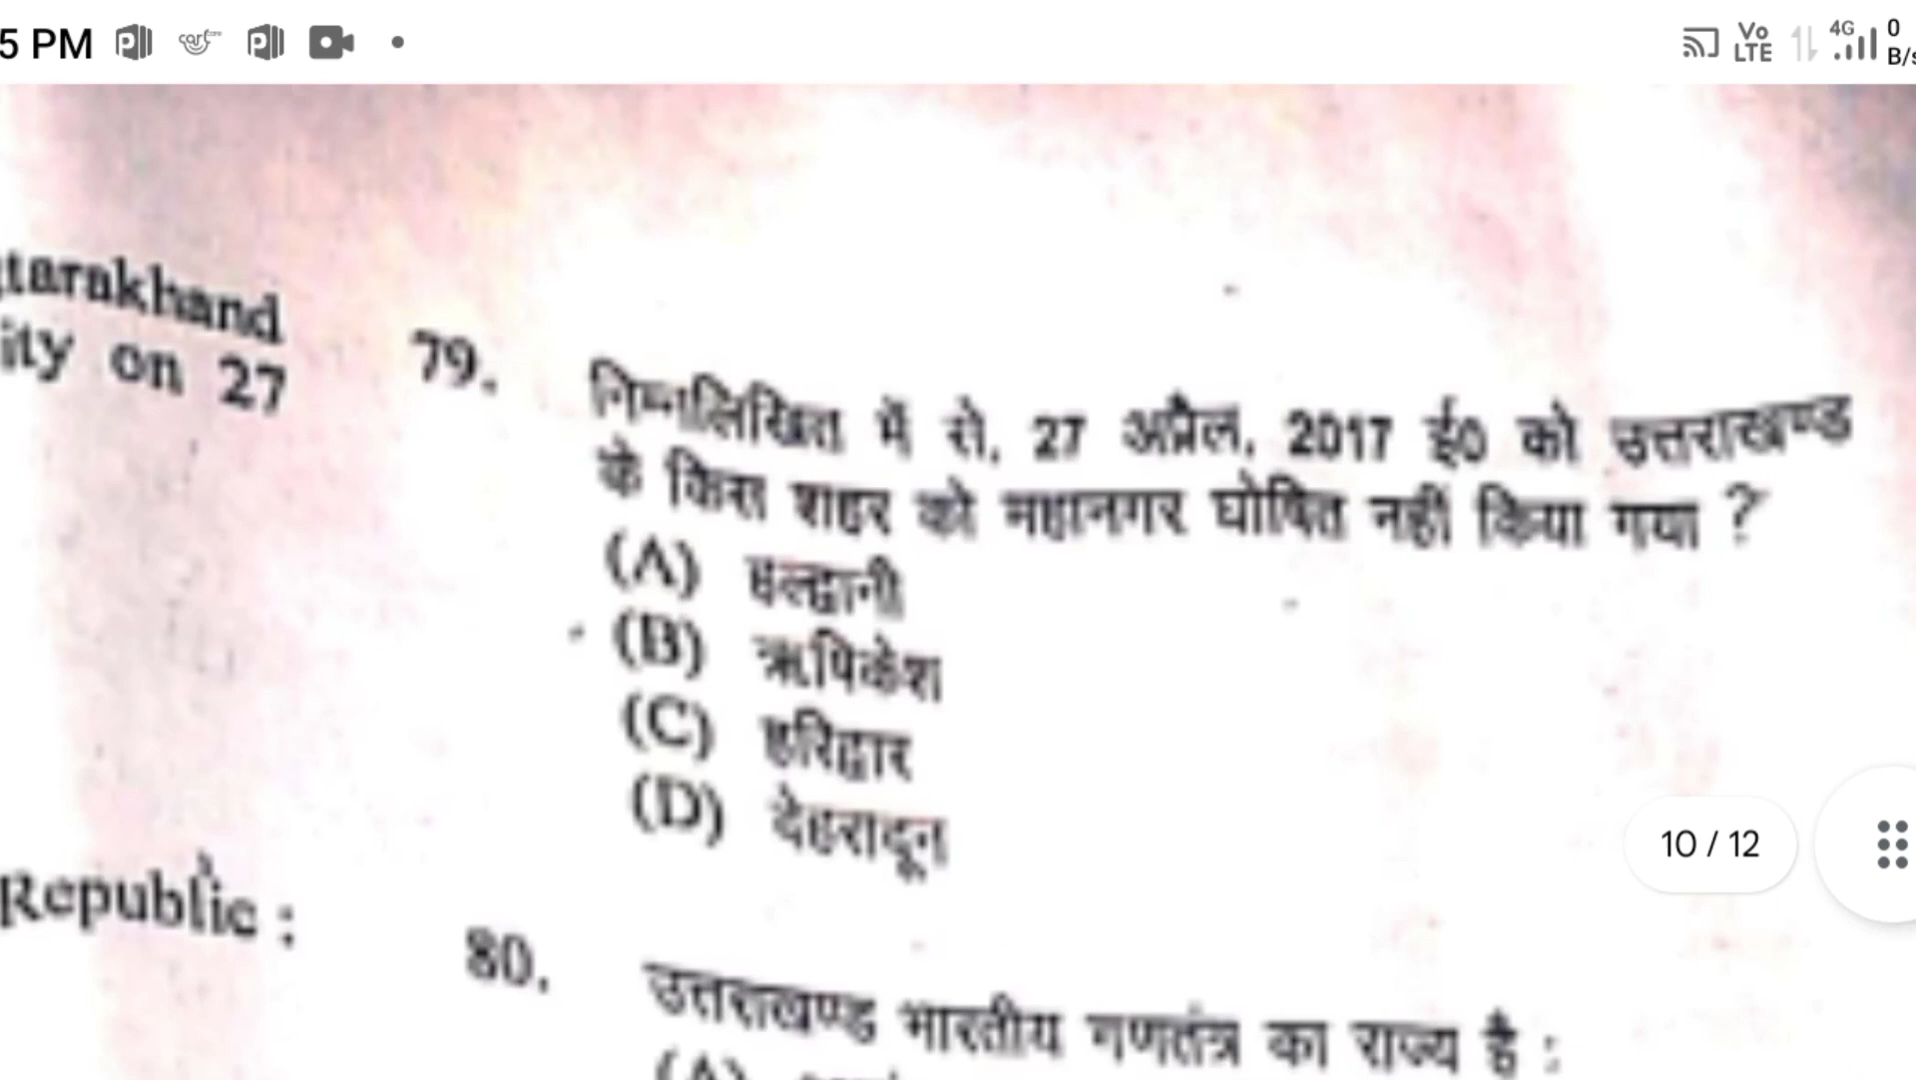 5 PM
Vo LTE 4G 0 B/s
tarakhand
ity on 27
79. निम्नलिखित में से, 27 अप्रैल, 2017 ई0 को उत्तराखण्ड
के किस शहर को महानगर घोषित नहीं किया गया ?
(A) हल्द्वानी
(B) ऋषिकेश
(C) हरिद्वार
(D) देहरादून
10 / 12
Republic :
80. उत्तराखण्ड भारतीय गणतंत्र का राज्य है :
(A)